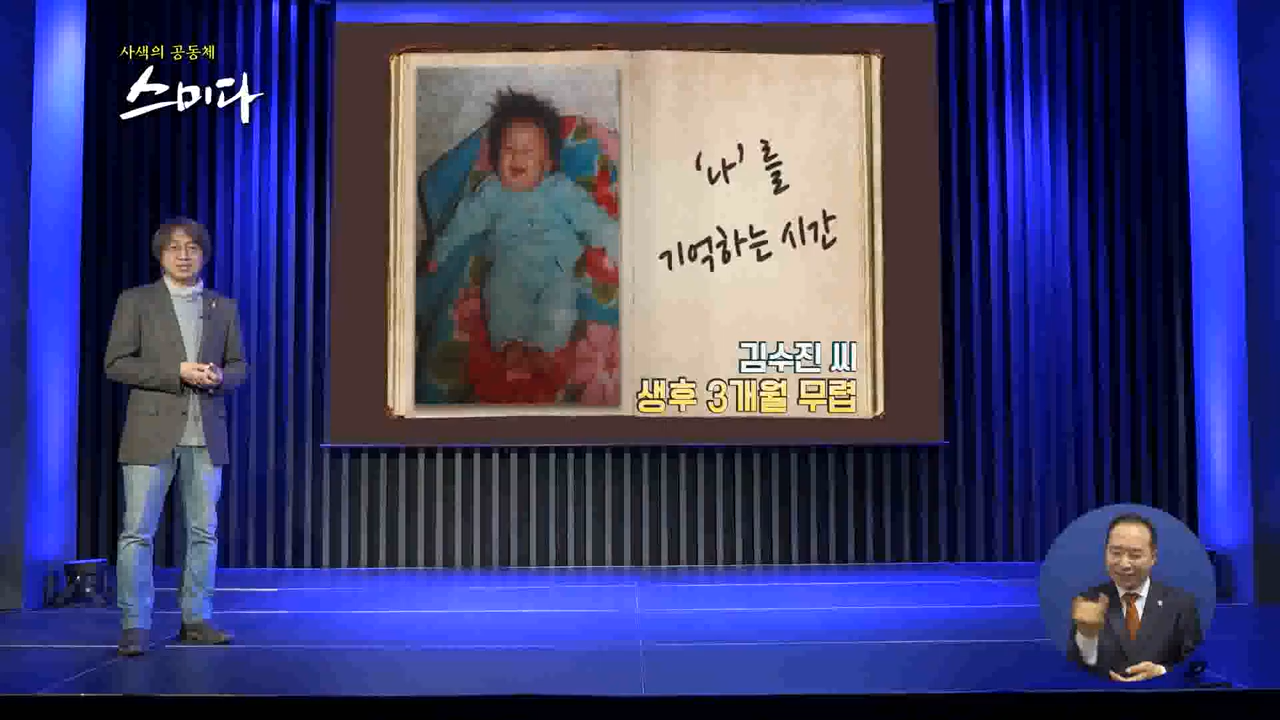 사색의 공동체
스미다
'나'를
기억하는 시간
김수진 씨
생후 3개월 무렵